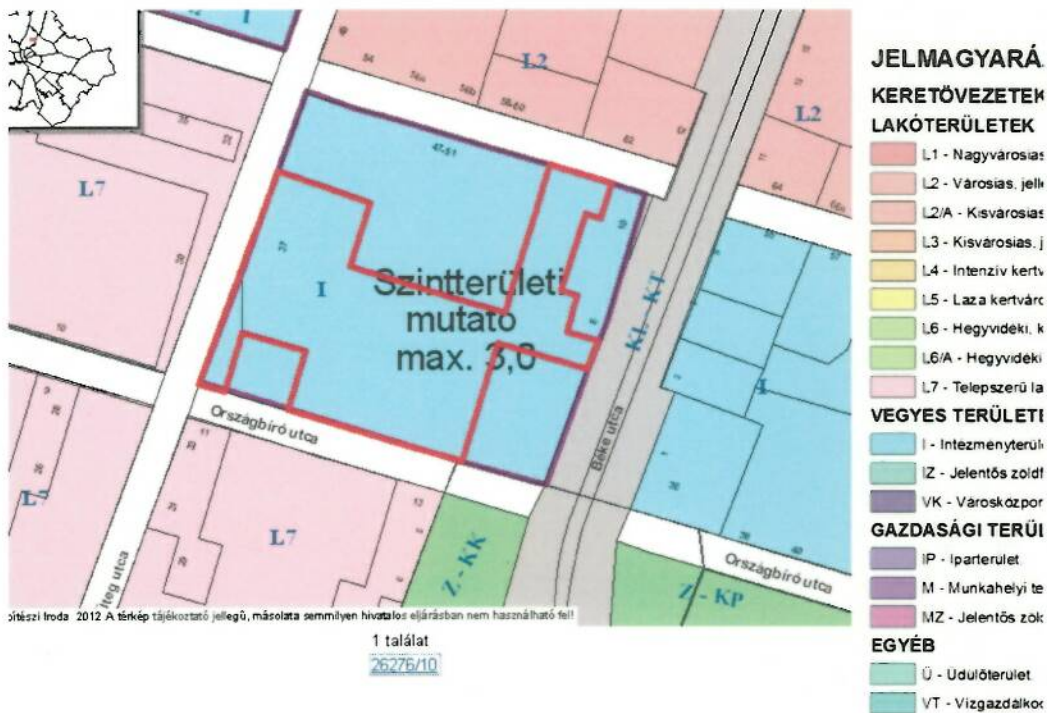 I
L2
L2
L7
47-51
Szintterületi
mutató
max. 3,0
I
KL - KT
Béke utca
Országbíró utca
L7
L7
Z - KK
Z - KP
Országbíró utca
2012 A térkép tájékoztató jellegű, másolata semmilyen hivatalos eljárásban nem használható fel!
1 találat
26276/10
JELMAGYARÁ
KERETÖVEZETEK
LAKÓTERÜLETEK
L1 - Nagyvárosias
L2 - Városias, jell
L2/A - Kisvárosias
L3 - Kisvárosias, j
L4 - Intenzív kertv
L5 - Laza kertváro
L6 - Hegyvidéki, k
L6/A - Hegyvidéki
L7 - Telepszerű la
VEGYES TERÜLETE
I - Intézményterül
IZ - Jelentős zöldf
VK - Városközpon
GAZDASÁGI TERÜL
IP - Iparterület
M - Munkahelyi te
MZ - Jelentős zöl
EGYÉB
Ü - Üdülőterület
VT - Vízgazdálkod